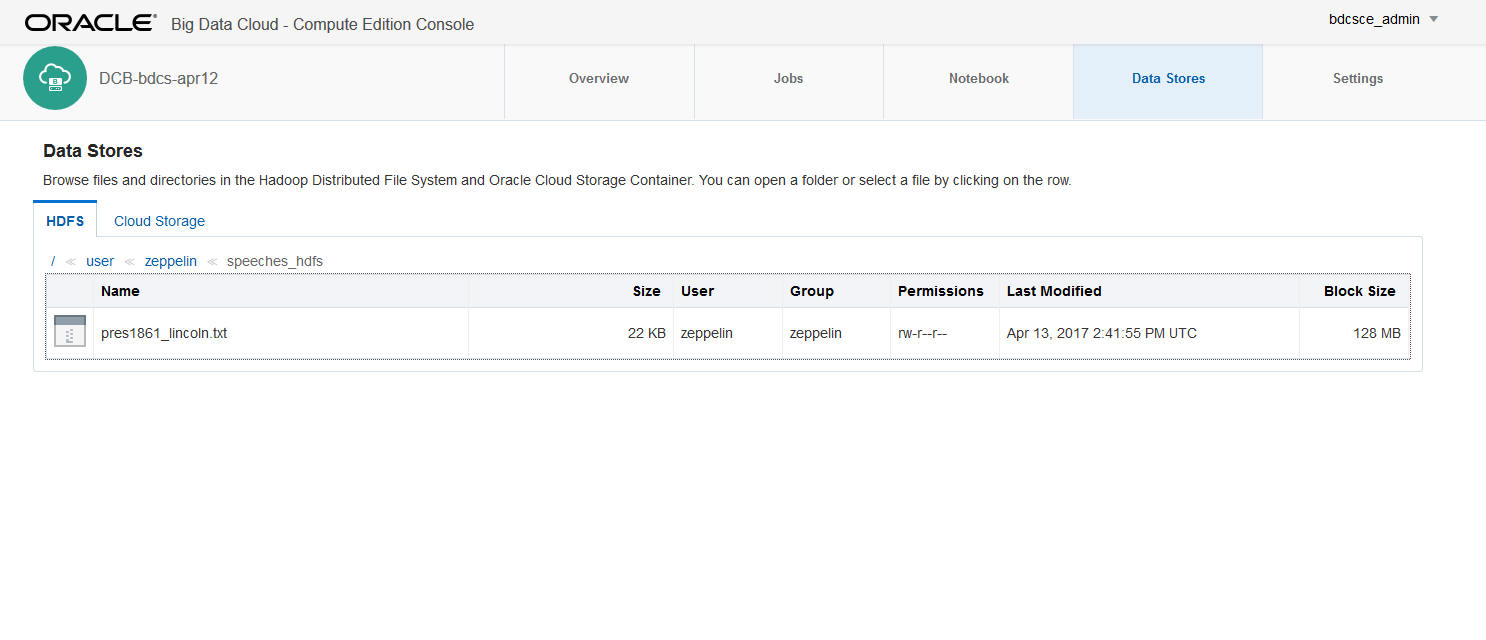 ORACLE® Big Data Cloud - Compute Edition Console bdcsce_admin
DCB-bdcs-apr12 Overview Jobs Notebook Data Stores Settings
Data Stores
Browse files and directories in the Hadoop Distributed File System and Oracle Cloud Storage Container. You can open a folder or select a file by clicking on the row.
HDFS Cloud Storage
/ ≪ user ≪ zeppelin ≪ speeches_hdfs
Name Size User Group Permissions Last Modified Block Size
pres1861_lincoln.txt 22 KB zeppelin zeppelin rw-r--r-- Apr 13, 2017 2:41:55 PM UTC 128 MB